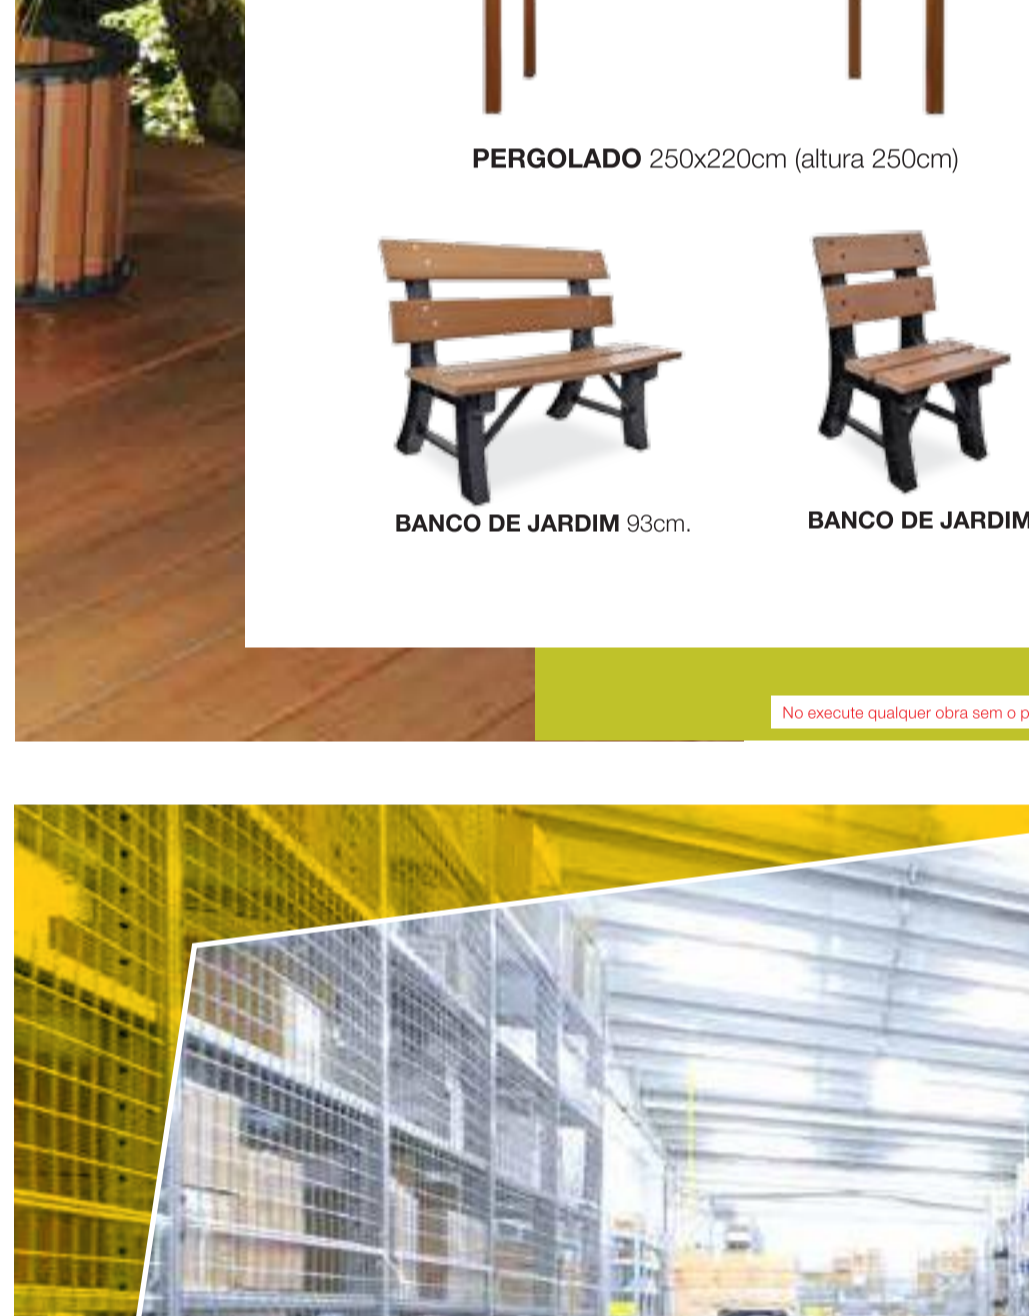 PERGOLADO 250x220cm (altura 250cm)
BANCO DE JARDIM 93cm.
BANCO DE JARDIM
No execute qualquer obra sem o